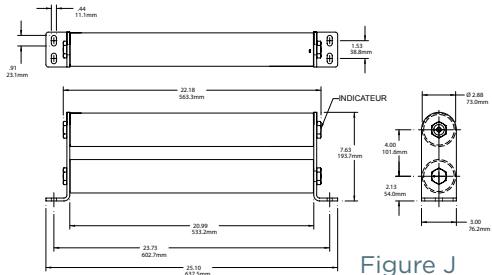 .44
11.1mm
.91
23.1mm
1.53
38.8mm
22.18
563.3mm
INDICATEUR
Ø 2.88
73.0mm
7.63
193.7mm
4.00
101.6mm
2.13
54.0mm
20.99
533.2mm
3.00
76.2mm
23.73
602.7mm
25.10
637.5mm
Figure J